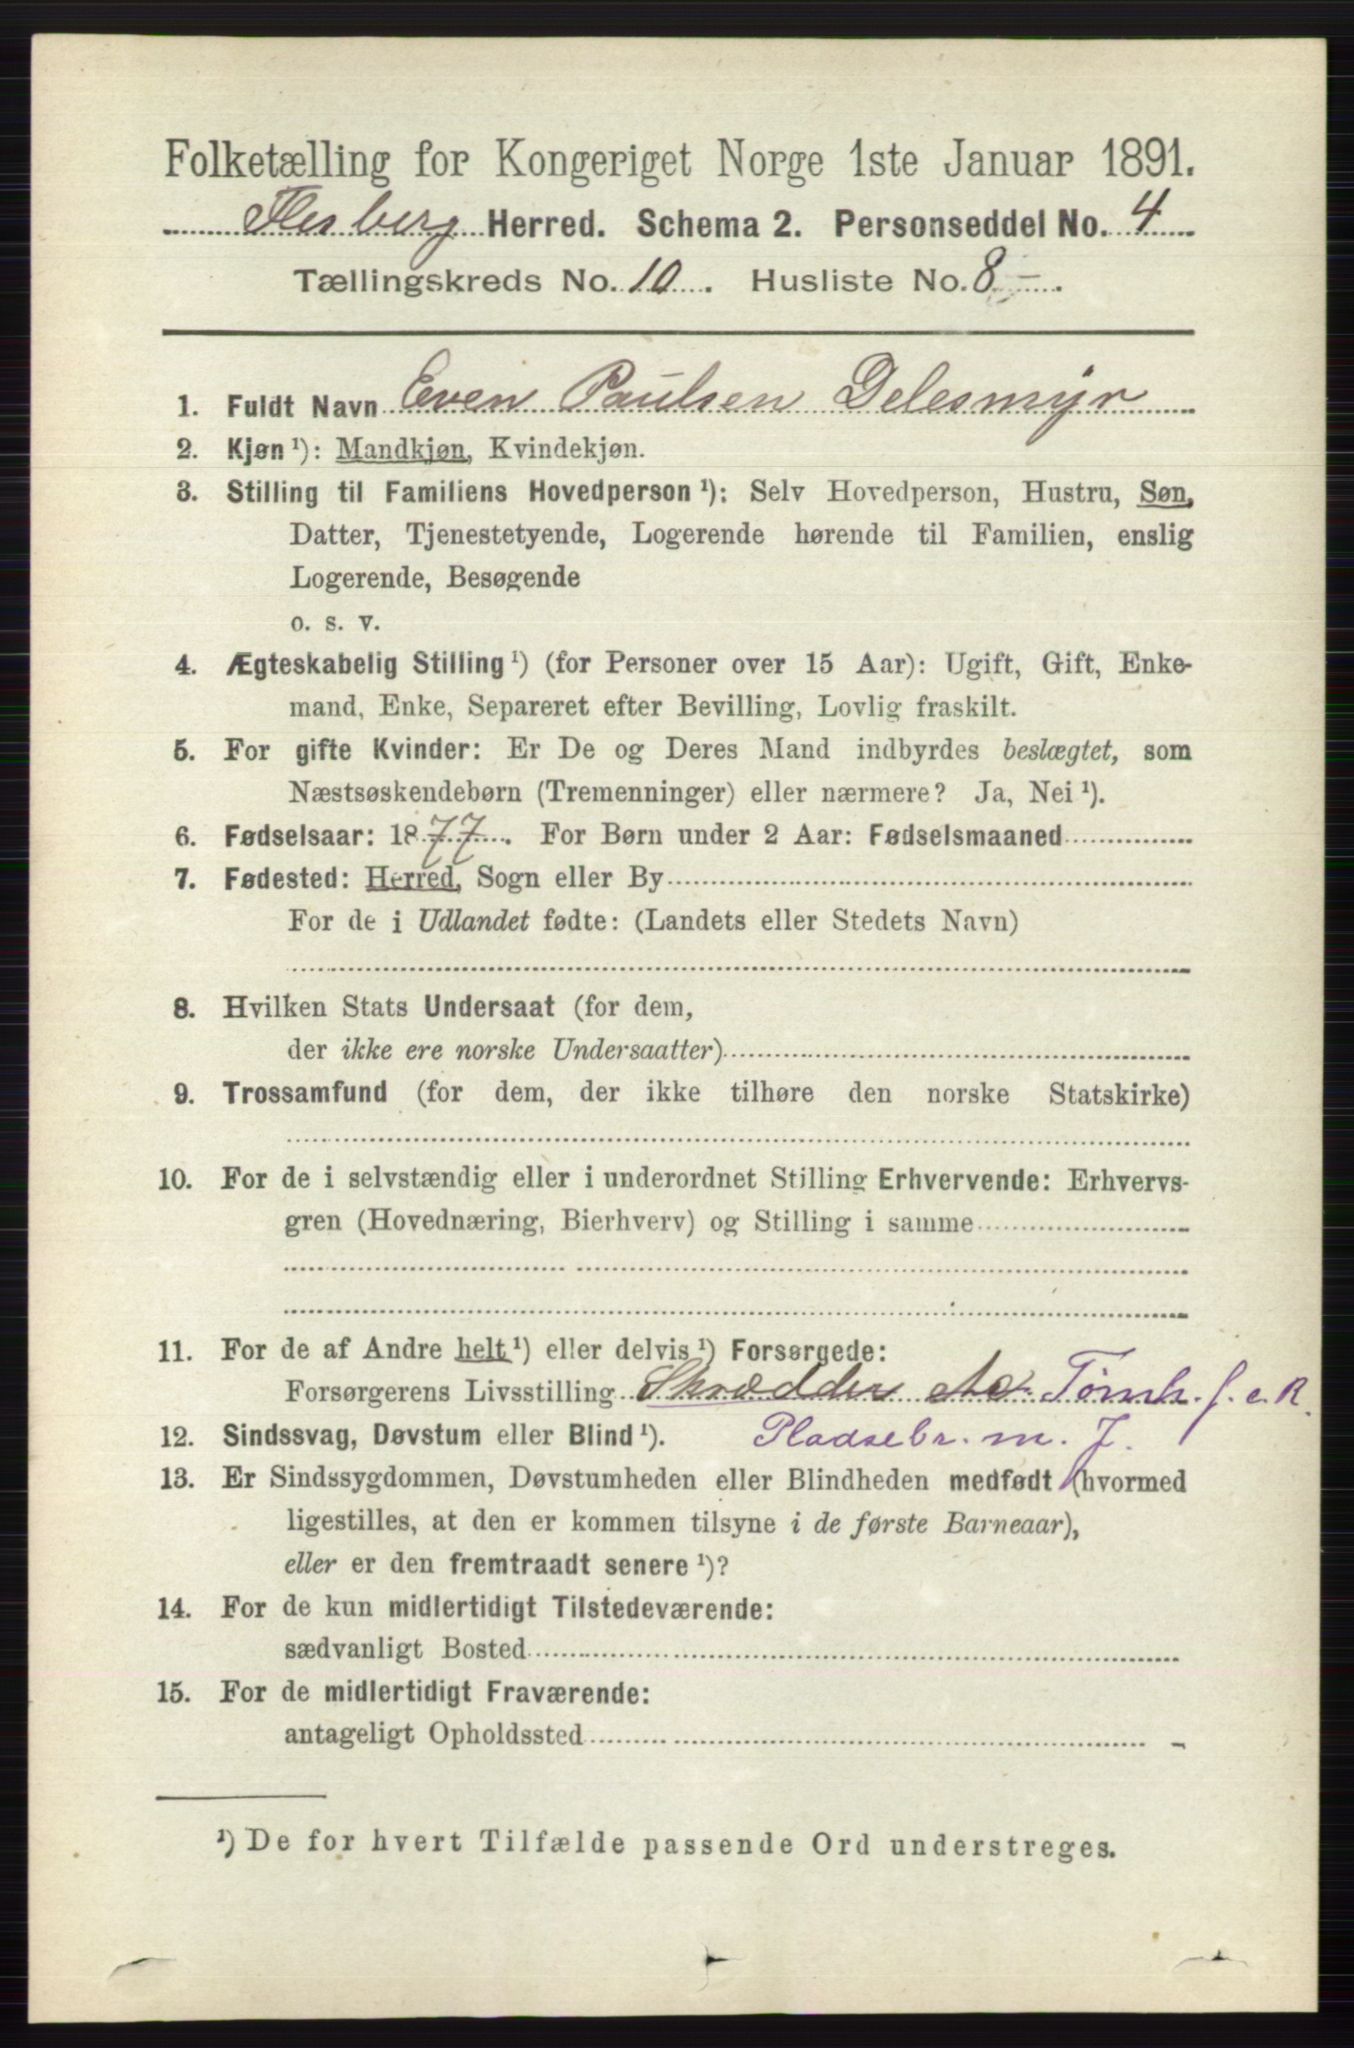 Folketælling for Kongeriget Norge 1ste Januar 1891.
Flesberg Herred. Schema 2. Personseddel No. 4
Tællingskreds No. 10. Husliste No. 8
1. Fuldt Navn Even Paulsen Delesmyr
2. Kjøn ¹): Mandkjøn, Kvindekjøn.
3. Stilling til Familiens Hovedperson ¹): Selv Hovedperson, Hustru, Søn,
Datter, Tjenestetyende, Logerende hørende til Familien, enslig
Logerende, Besøgende
o. s. v.
4. Ægteskabelig Stilling ¹) (for Personer over 15 Aar): Ugift, Gift, Enke-
mand, Enke, Separeret efter Bevilling, Lovlig fraskilt.
5. For gifte Kvinder: Er De og Deres Mand indbyrdes beslægtet, som
Næstsøskendebørn (Tremenninger) eller nærmere? Ja, Nei ¹).
6. Fødselsaar: 1877. For Børn under 2 Aar: Fødselsmaaned
7. Fødested: Herred, Sogn eller By
For de i Udlandet fødte: (Landets eller Stedets Navn)
8. Hvilken Stats Undersaat (for dem,
der ikke ere norske Undersaatter)
9. Trossamfund (for dem, der ikke tilhøre den norske Statskirke)
10. For de i selvstændig eller i underordnet Stilling Erhvervende: Erhvervs-
gren (Hovednæring, Bierhverv) og Stilling i samme
11. For de af Andre helt ¹) eller delvis ¹) Forsørgede:
Forsørgerens Livsstilling Skrædder Tømh. f. e. R.
12. Sindssvag, Døvstum eller Blind ¹). Pladsebr. m. J.
13. Er Sindssygdommen, Døvstumheden eller Blindheden medfødt (hvormed
ligestilles, at den er kommen tilsyne i de første Barneaar),
eller er den fremtraadt senere ¹)?
14. For de kun midlertidigt Tilstedeværende:
sædvanligt Bosted
15. For de midlertidigt Fraværende:
antageligt Opholdssted
¹) De for hvert Tilfælde passende Ord understreges.